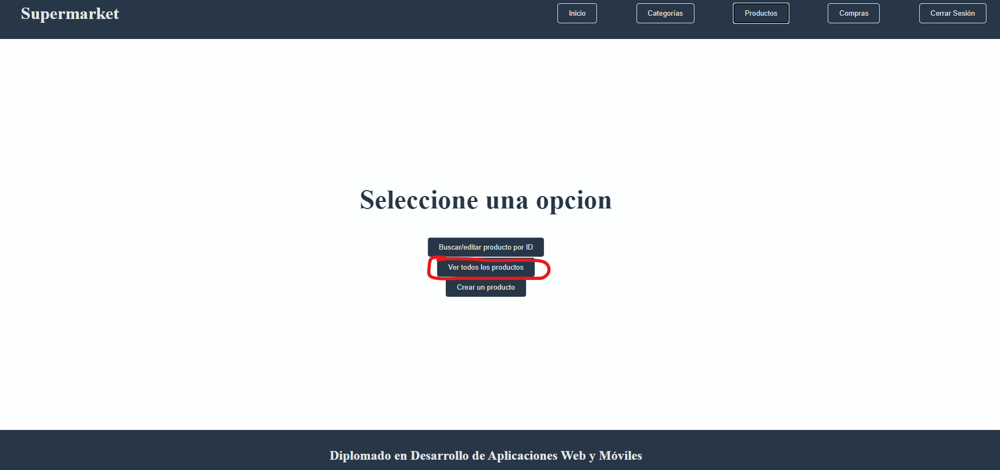 Supermarket
Inicio
Categorías
Productos
Compras
Cerrar Sesión
Seleccione una opcion
Buscar/editar producto por ID
Ver todos los productos
Crear un producto
Diplomado en Desarrollo de Aplicaciones Web y Móviles